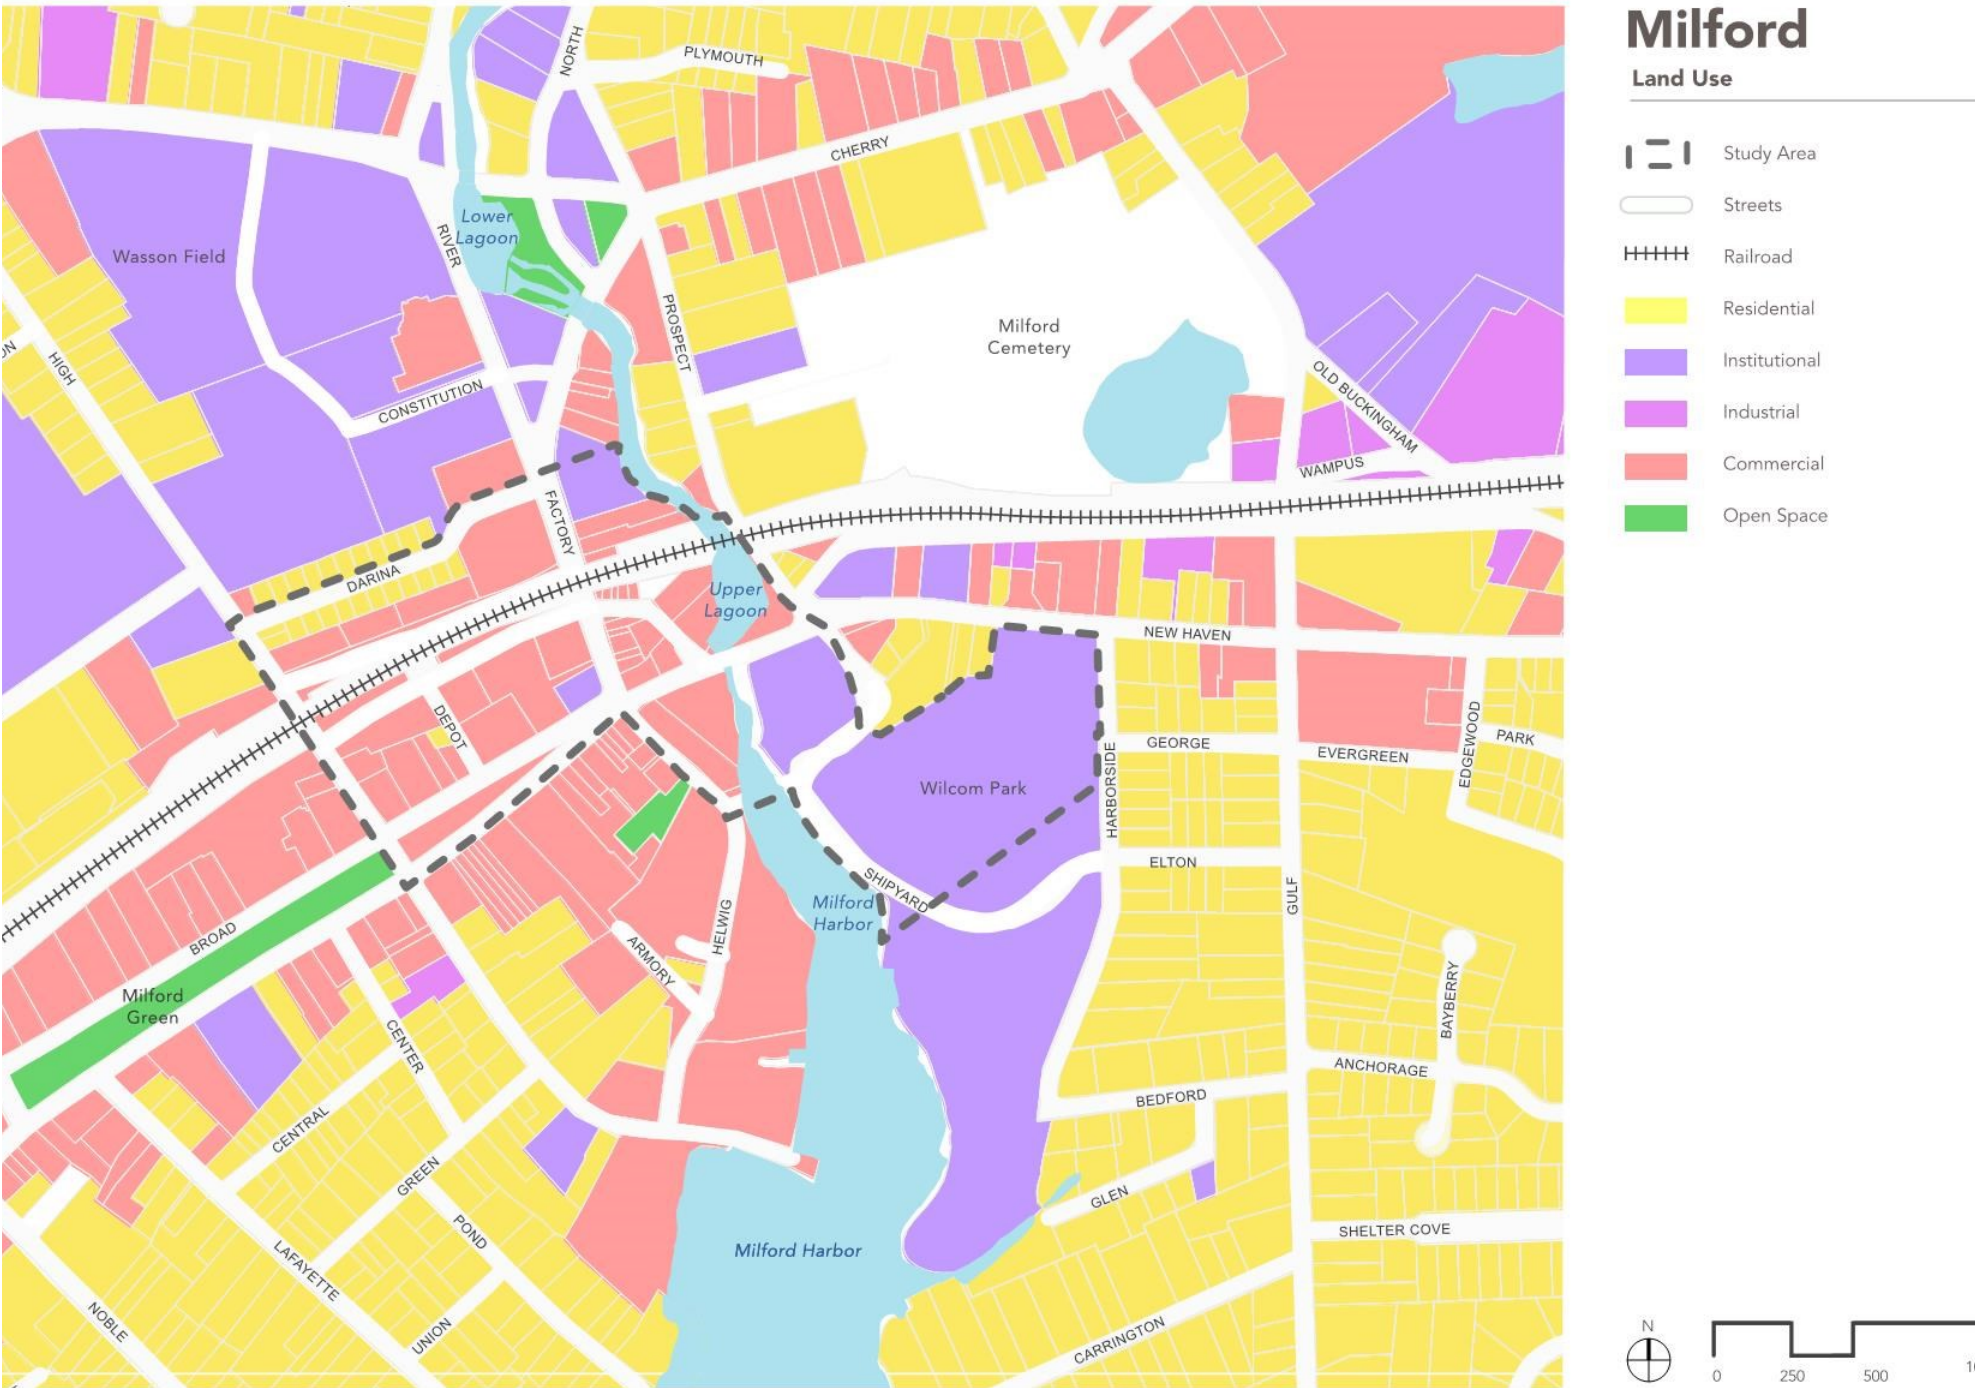 Milford
Land Use
Study Area
Streets
Railroad
Residential
Institutional
Industrial
Commercial
Open Space
N
0
250
500
NORTH
PLYMOUTH
CHERRY
Lower
Lagoon
RIVER
Wasson Field
PROSPECT
HIGH
Milford
Cemetery
CONSTITUTION
OLD BUCKINGHAM
WAMPUS
FACTORY
DARINA
Upper
Lagoon
NEW HAVEN
DEPOT
GEORGE
EVERGREEN
EDGEWOOD
PARK
HARBORSIDE
Wilcom Park
ELTON
SHIPYARD
GULF
Milford
Harbor
HELWIG
ARMORY
BROAD
Milford
Green
BAYBERRY
CENTER
ANCHORAGE
BEDFORD
CENTRAL
GREEN
GLEN
POND
SHELTER COVE
Milford Harbor
LAFAYETTE
NOBLE
UNION
CARRINGTON